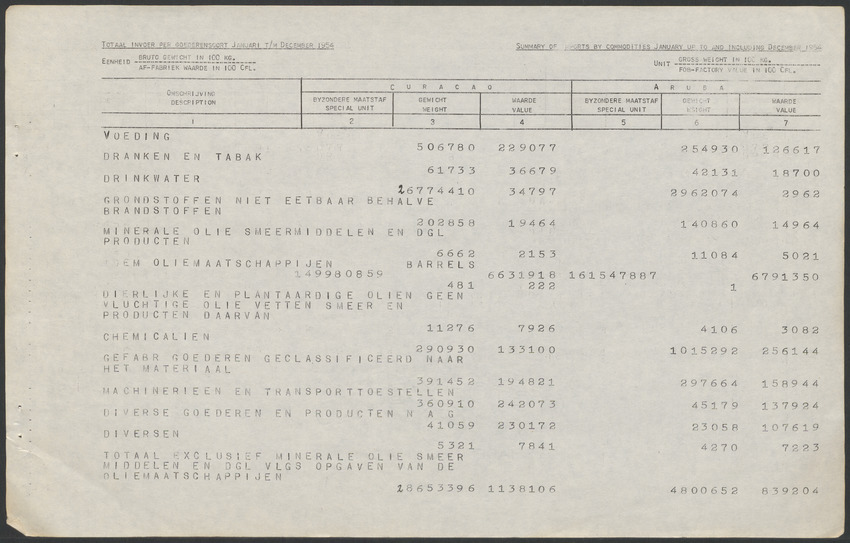 TOTAAL INVOER PER GOEDERENSOORT JANUARI T/M DECEMBER 1954
SUMMARY OF IMPORTS BY COMMODITIES JANUARY UP TO AND INCLUDING DECEMBER 1954
EENHEID BRUTO GEWICHT IN 100 KG.
AF-FABRIEK WAARDE IN 100 CFL.
UNIT GROSS WEIGHT IN 100 KG.
FOB-FACTORY VALUE IN 100 CFL.
OMSCHRIJVING
DESCRIPTION
CURACAO
ARUBA
BYZONDERE MAATSTAF
SPECIAL UNIT
GEWICHT
WEIGHT
WAARDE
VALUE
BYZONDERE MAATSTAF
SPECIAL UNIT
GEWICHT
WEIGHT
WAARDE
VALUE
1 2 3 4 5 6 7
VOEDING
506780 229077 254930 126617
DRANKEN EN TABAK
61733 36679 42131 18700
DRINKWATER
26774410 34797 2962074 2962
GRONDSTOFFEN NIET EETBAAR BEHALVE
BRANDSTOFFEN
202858 19464 140860 14964
MINERALE OLIE SMEERMIDDELEN EN DGL
PRODUCTEN
6662 2153 11084 5021
IDEM OLIEMAATSCHAPPIJEN BARRELS
149980859 6631918 161547887 6791350
481 222 1
DIERLIJKE EN PLANTAARDIGE OLIEN GEEN
VLUCHTIGE OLIE VETTEN SMEER EN
PRODUCTEN DAARVAN
11276 7926 4106 3082
CHEMICALIEN
290930 133100 1015292 256144
GEFABR GOEDEREN GECLASSIFICEERD NAAR
HET MATERIAAL
391452 194821 297664 158944
MACHINERIEEN EN TRANSPORTTOESTELLEN
360910 242073 45179 137924
DIVERSE GOEDEREN EN PRODUCTEN N A G
41059 230172 23058 107619
DIVERSEN
5321 7841 4270 7223
TOTAAL EXCLUSIEF MINERALE OLIE SMEER
MIDDELEN EN DGL VLGS OPGAVEN VAN DE
OLIEMAATSCHAPPIJEN
28653396 1138106 4800652 839204